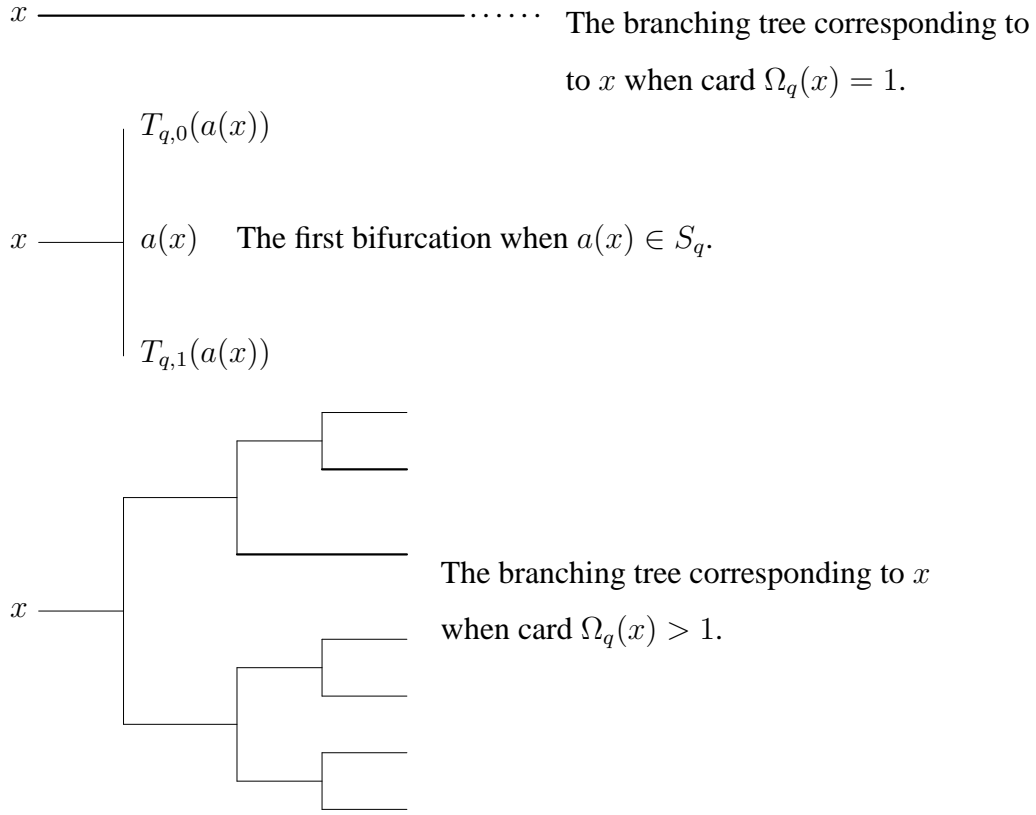 x ...... The branching tree corresponding to
to x when card Ω_q(x) = 1.
T_{q,0}(a(x))
x a(x) The first bifurcation when a(x) ∈ S_q.
T_{q,1}(a(x))
The branching tree corresponding to x
x
when card Ω_q(x) > 1.